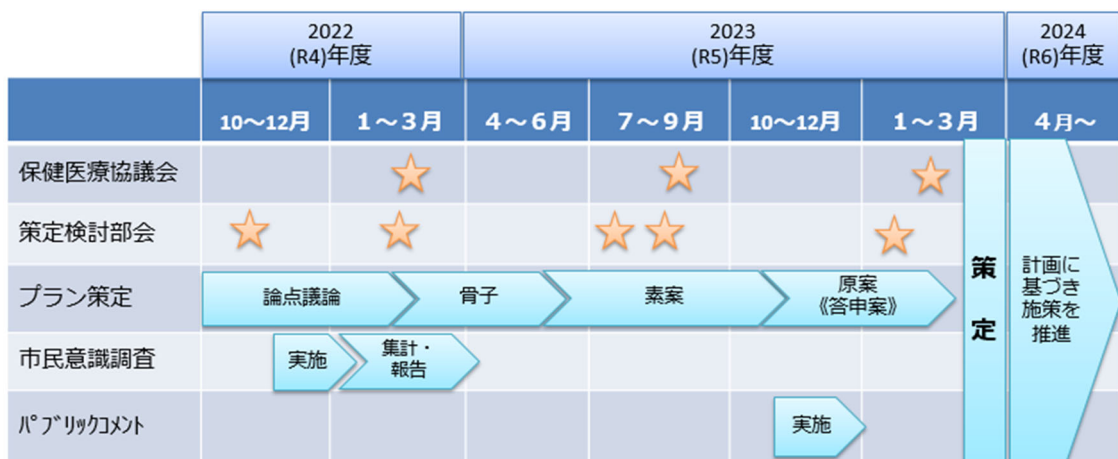 2022
(R4)年度
2023
(R5)年度
2024
(R6)年度
10～12月
１～３月
４～６月
７～９月
10～12月
１～３月
４月～
保健医療協議会
策定検討部会
プラン策定
論点議論
骨子
素案
原案
《答申案》
市民意識調査
実施
集計・
報告
ﾊﾟﾌﾞﾘｯｸｺﾒﾝﾄ
実施
策
定
計画に
基づき
施策を
推進